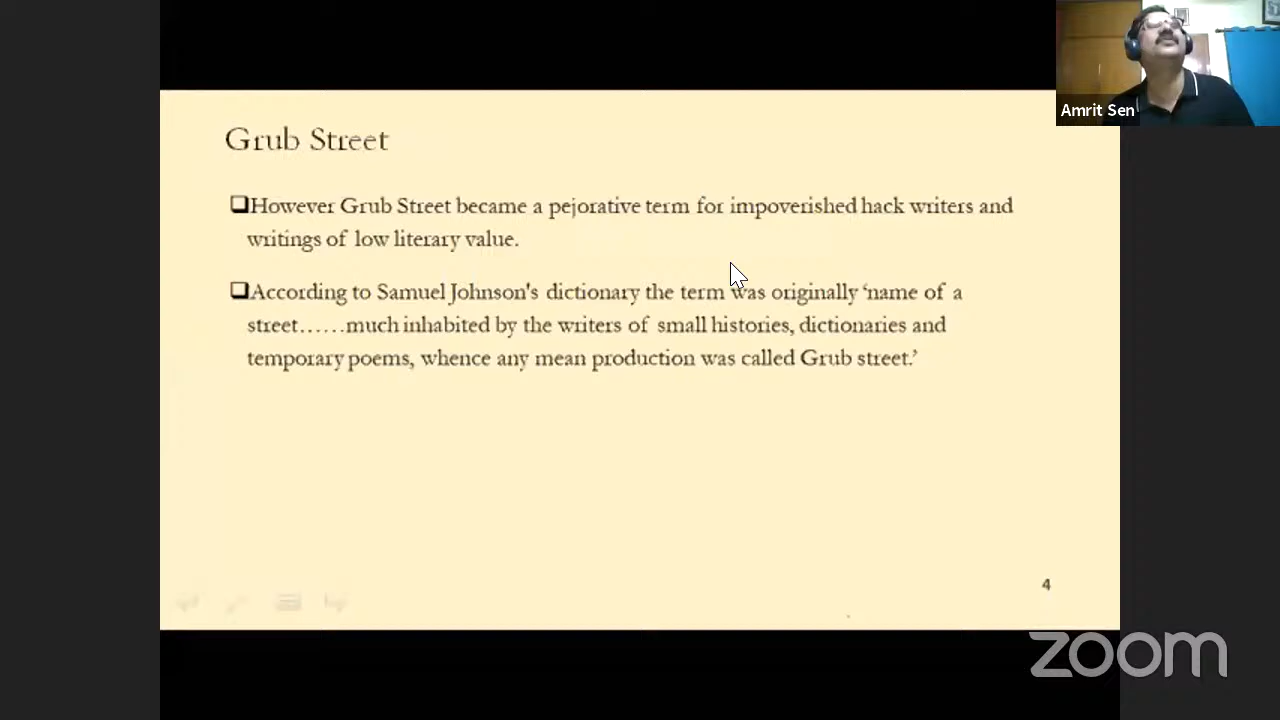 Amrit Sen
Grub Street
However Grub Street became a pejorative term for impoverished hack writers and
writings of low literary value.
According to Samuel Johnson's dictionary the term was originally ‘name of a
street……much inhabited by the writers of small histories, dictionaries and
temporary poems, whence any mean production was called Grub street.’
4
zoom